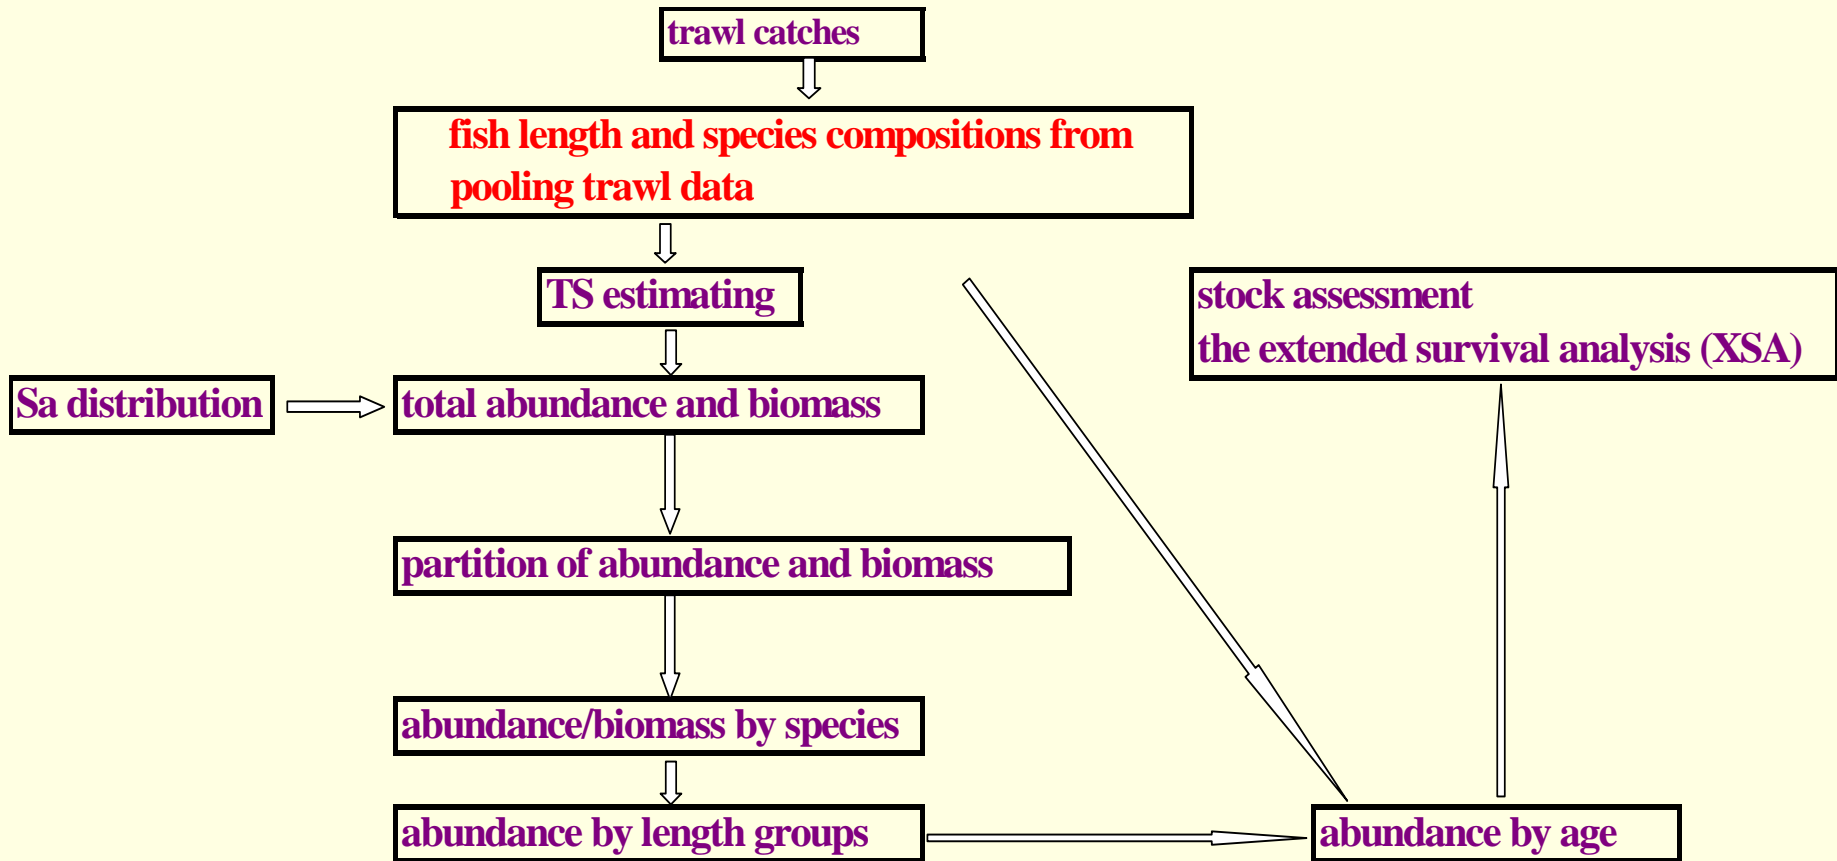 trawl catches
fish length and species compositions from
pooling trawl data
TS estimating
stock assessment
the extended survival analysis (XSA)
Sa distribution
total abundance and biomass
partition of abundance and biomass
abundance/biomass by species
abundance by length groups
abundance by age